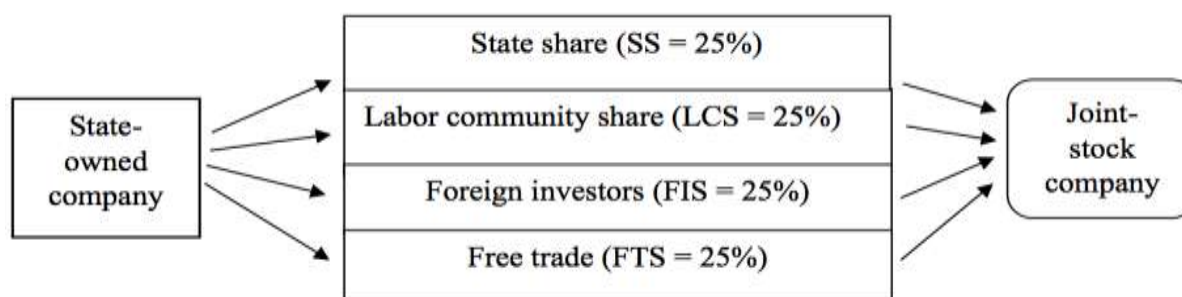 State-
owned
company
State share (SS = 25%)
Labor community share (LCS = 25%)
Foreign investors (FIS = 25%)
Free trade (FTS = 25%)
Joint-
stock
company